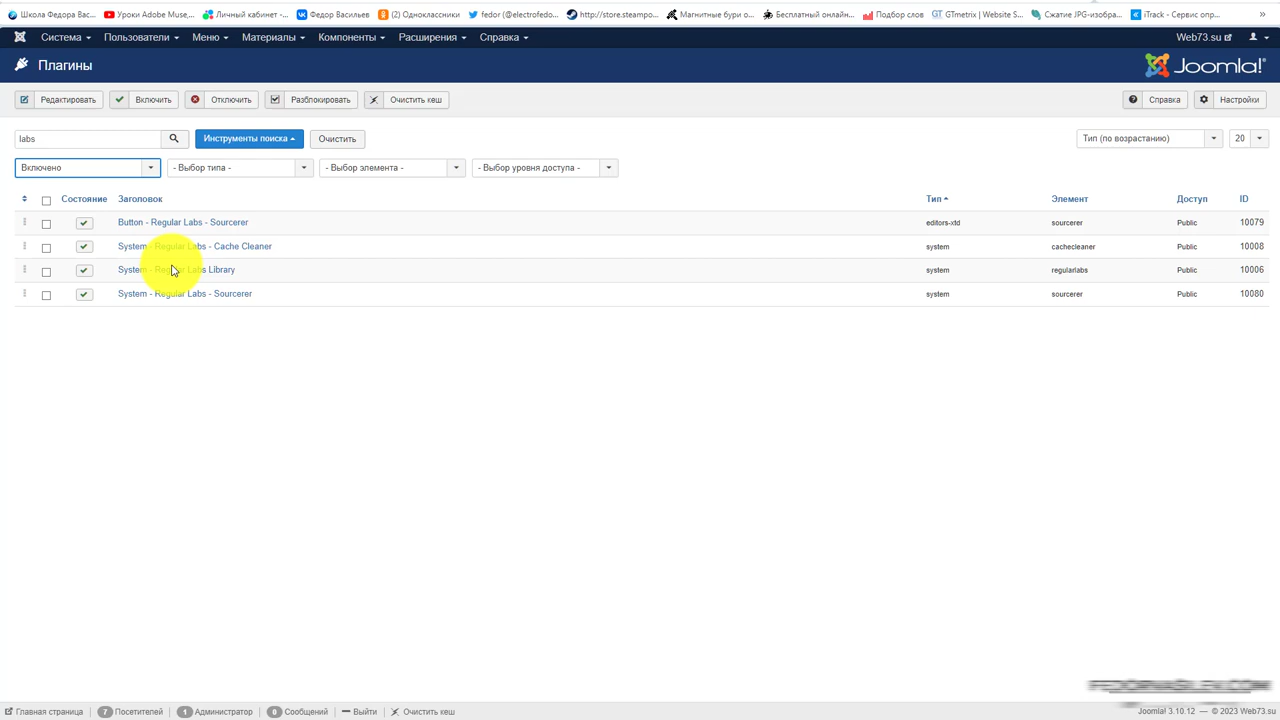 Школа Федора Вас... Уроки Adobe Muse,... Личный кабинет -... Федор Васильев (2) Одноклассники fedor (@electrofedo... http://store.steampo... Магнитные бури о... Бесплатный онлайн... Подбор слов GTmetrix | Website S... Сжатие JPG-изобра... iTrack - Сервис опр... »
Система Пользователи Меню Материалы Компоненты Расширения Справка Web73.su
Плагины Joomla!®
Редактировать Включить Отключить Разблокировать Очистить кеш Справка Настройки
labs Инструменты поиска Очистить Тип (по возрастанию) 20
Включено - Выбор типа - - Выбор элемента - - Выбор уровня доступа -
Состояние Заголовок Тип Элемент Доступ ID
Button - Regular Labs - Sourcerer editors-xtd sourcerer Public 10079
System - Regular Labs - Cache Cleaner system cachecleaner Public 10008
System - Regular Labs Library system regularlabs Public 10006
System - Regular Labs - Sourcerer system sourcerer Public 10080
Главная страница 7 Посетителей 1 Администратор 0 Сообщений Выйти Очистить кеш Joomla! 3.10.12 — © 2023 Web73.su